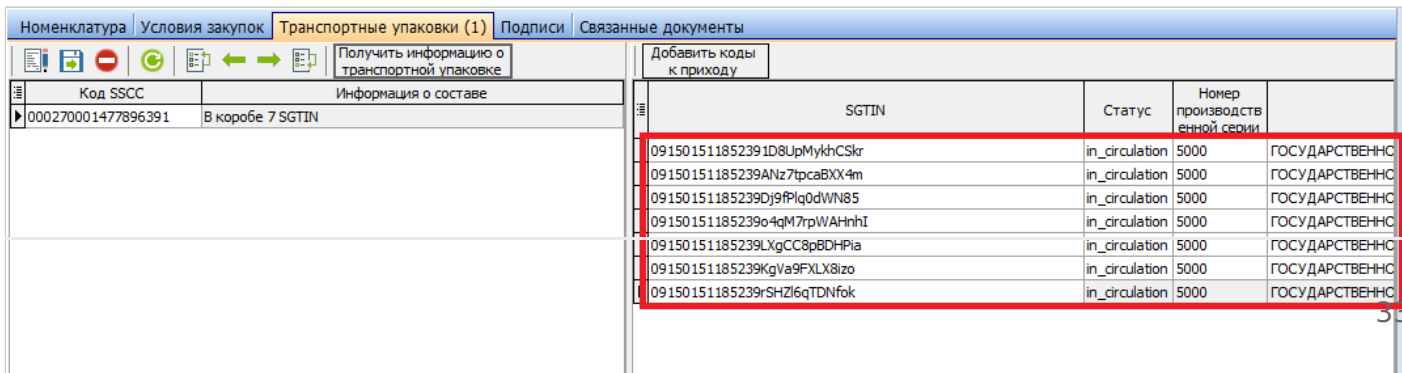 Номенклатура Условия закупок Транспортные упаковки (1) Подписи Связанные документы
Получить информацию о
транспортной упаковке
Добавить коды
к приходу
Код SSCC Информация о составе
000270001477896391 В коробе 7 SGTIN
SGTIN Статус Номер
производств
енной серии
091501511852391D8UpMykhCSkr in_circulation 5000 ГОСУДАРСТВЕННО
09150151185239ANz7tpcaBXX4m in_circulation 5000 ГОСУДАРСТВЕННО
09150151185239Dj9fPlq0dWN85 in_circulation 5000 ГОСУДАРСТВЕННО
09150151185239o4qM7rpWAHnhI in_circulation 5000 ГОСУДАРСТВЕННО
09150151185239LXgCC8pBDHPia in_circulation 5000 ГОСУДАРСТВЕННО
09150151185239KgVa9FXLX8izo in_circulation 5000 ГОСУДАРСТВЕННО
09150151185239rSHZl6qTDNfok in_circulation 5000 ГОСУДАРСТВЕННО